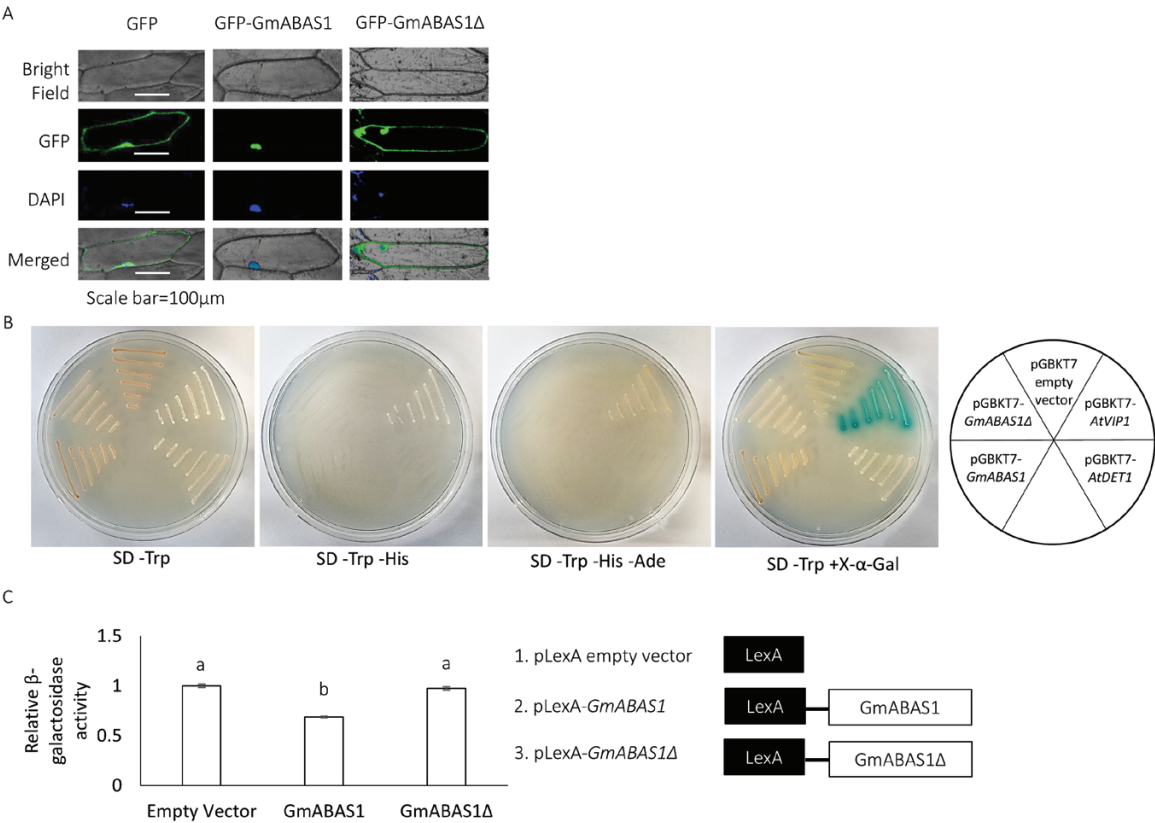 A
GFP
GFP-GmABAS1
GFP-GmABAS1Δ
Bright
Field
GFP
DAPI
Merged
Scale bar=100μm
B
SD -Trp
SD -Trp -His
SD -Trp -His -Ade
SD -Trp +X-α-Gal
pGBKT7
empty
vector
pGBKT7-
GmABAS1Δ
pGBKT7-
AtVIP1
pGBKT7-
GmABAS1
pGBKT7-
AtDET1
C
Relative β-
galactosidase
activity
1.5
1
0.5
0
a
b
a
Empty Vector
GmABAS1
GmABAS1Δ
1. pLexA empty vector
LexA
2. pLexA-GmABAS1
LexA
GmABAS1
3. pLexA-GmABAS1Δ
LexA
GmABAS1Δ